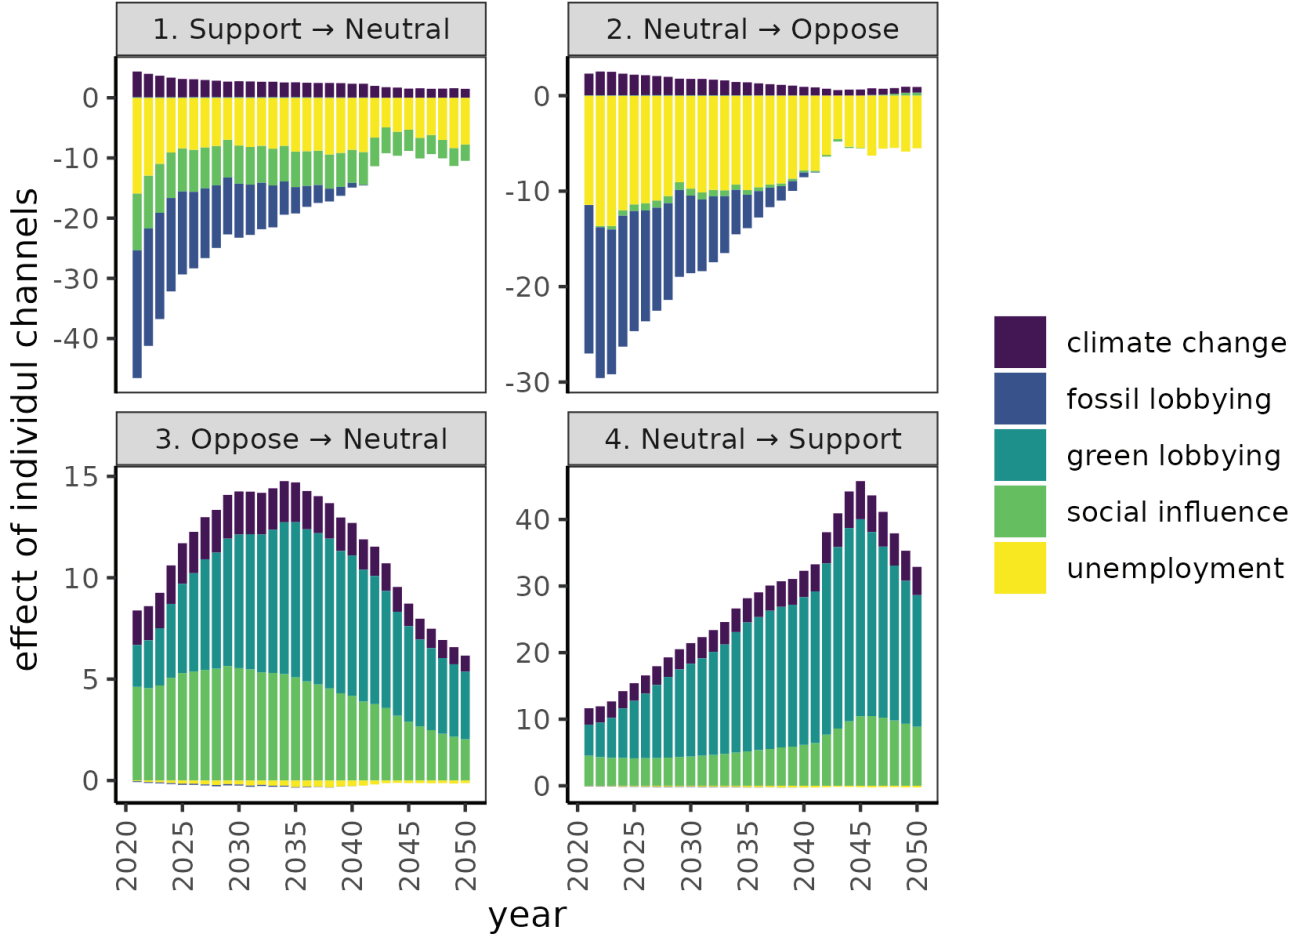 1. Support → Neutral
2. Neutral → Oppose
0
-10
-20
-30
-40
0
-10
-20
-30
3. Oppose → Neutral
4. Neutral → Support
15
10
5
0
40
30
20
10
0
2020
2025
2030
2035
2040
2045
2050
2020
2025
2030
2035
2040
2045
2050
year
effect of individul channels
climate change
fossil lobbying
green lobbying
social influence
unemployment